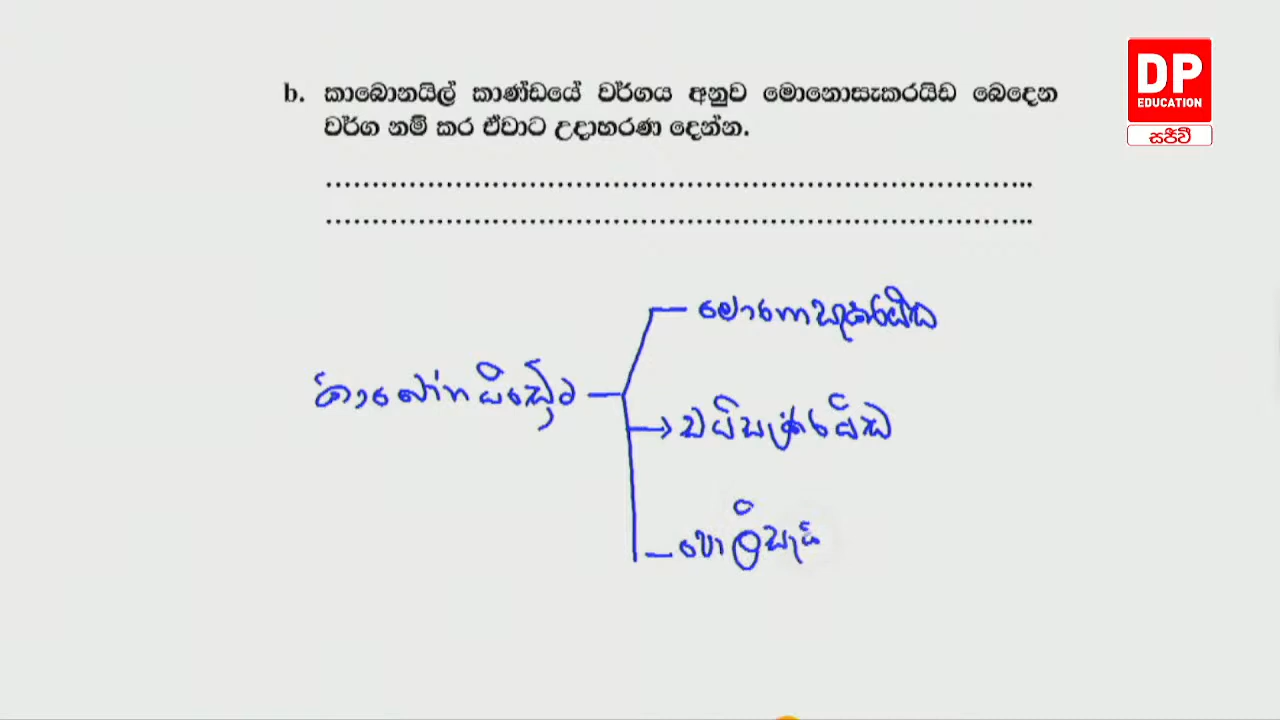 DP
EDUCATION
සජීවී
b. කාබොනයිල් කාණ්ඩයේ වර්ගය අනුව මොනොසැකරයිඩ බෙදෙන
වර්ග නම් කර ඒවාට උදාහරණ දෙන්න.
මොනොසැකරයිඩ
කාබෝහයිඩ්‍රේට
ඩයිසැකරයිඩ
පොලිසැ